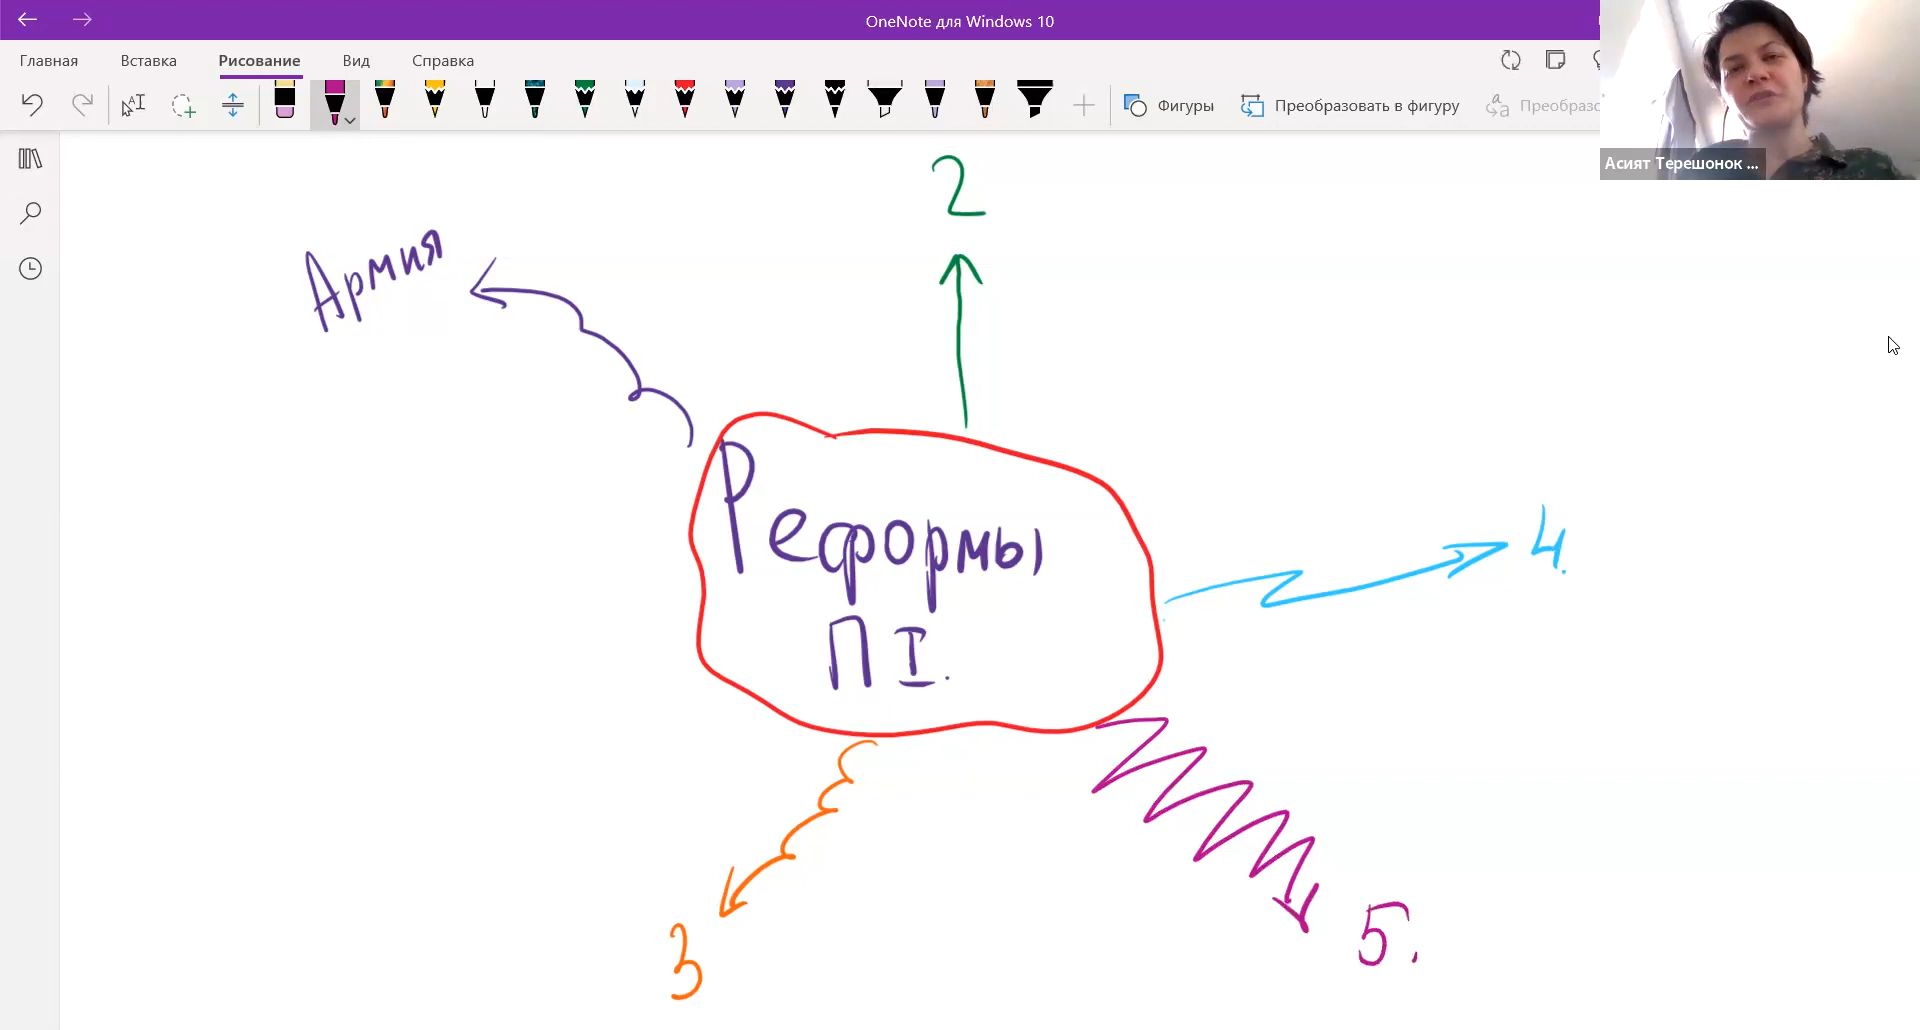 OneNote для Windows 10
Главная Вставка Рисование Вид Справка
Фигуры Преобразовать в фигуру
Асият Терешонок ...
2
Армия
Реформы
П I.
4.
3
5.